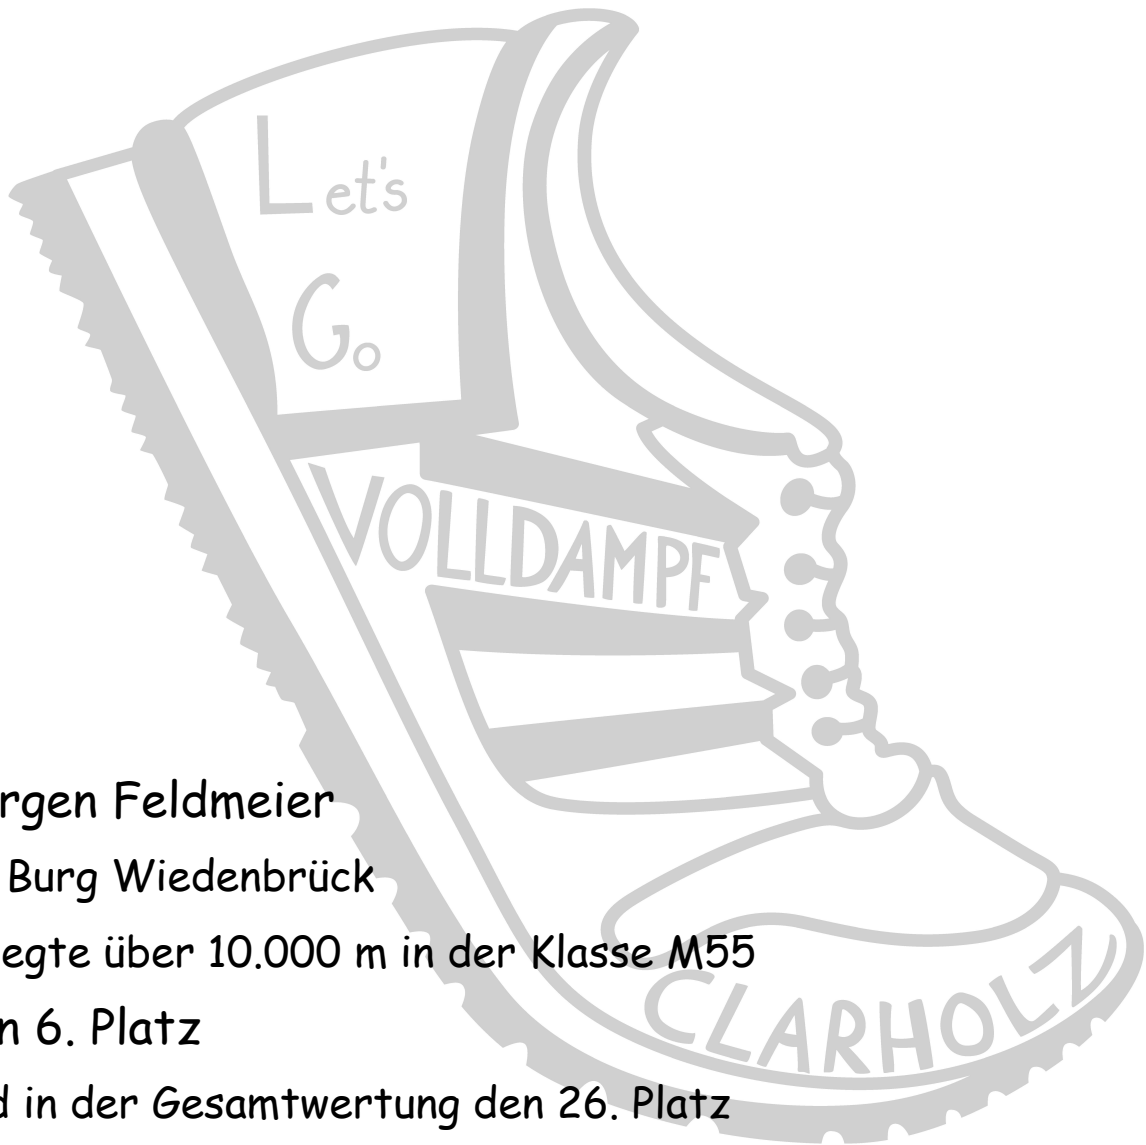 Let's
Go
VOLLDAMPF
rgen Feldmeier
Burg Wiedenbrück
egte über 10.000 m in der Klasse M55
n 6. Platz
d in der Gesamtwertung den 26. Platz
CLARHOLZ